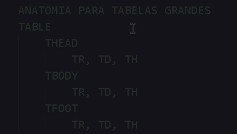 ANATOMIA PARA TABELAS GRANDES
TABLE
THEAD
TR, TD, TH
TBODY
TR, TD, TH
TFOOT
TR, TD, TH